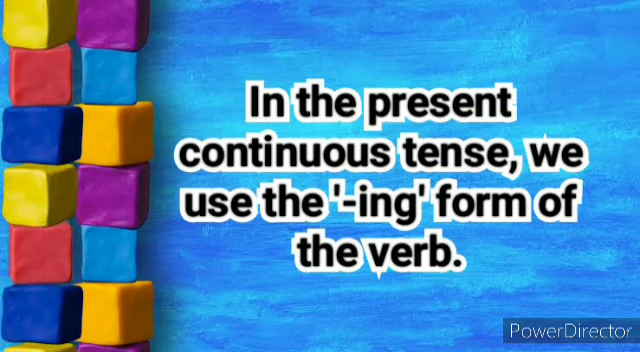 In the present
continuous tense, we
use the '-ing' form of
the verb.
PowerDirector